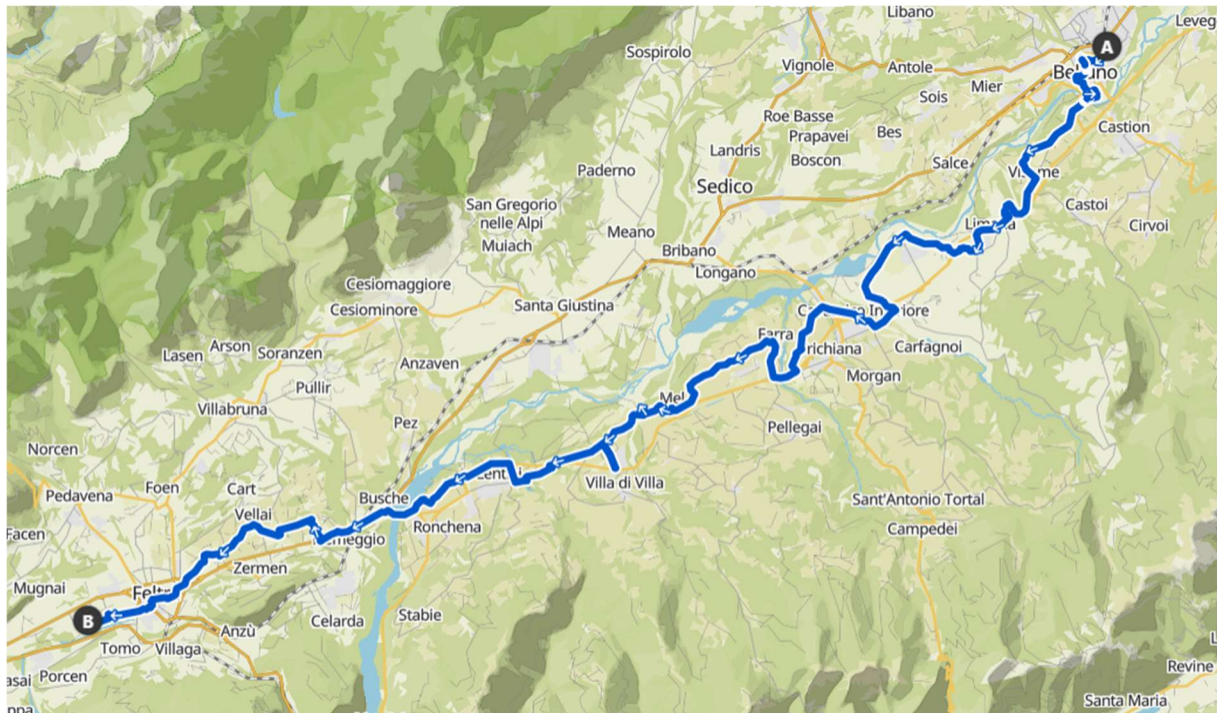 Libano
Leveg
A
Sospirolo
Vignole
Antole
Mier
Sois
Roe Basse
Prapavei
Bes
Castion
Boscon
Landris
Salce
Paderno
Sedico
San Gregorio
nelle Alpi
Muiach
Castoi
Cirvoi
Meano
Bribano
Longano
Cesiomaggiore
Cesiominore
Santa Giustina
Farra
Carfagnoi
Lasen
Arson
Soranzen
Anzaven
Morgan
Pullir
Mel
Villabruna
Pez
Pellegai
Norcen
Villa di Villa
Pedavena
Foen
Cart
Busche
Sant'Antonio Tortal
Vellai
Ronchena
Campedei
Facen
Zermen
Mugnai
B
Celarda
Stabie
Anzù
Tomo
Villaga
Porcen
Revine
Santa Maria